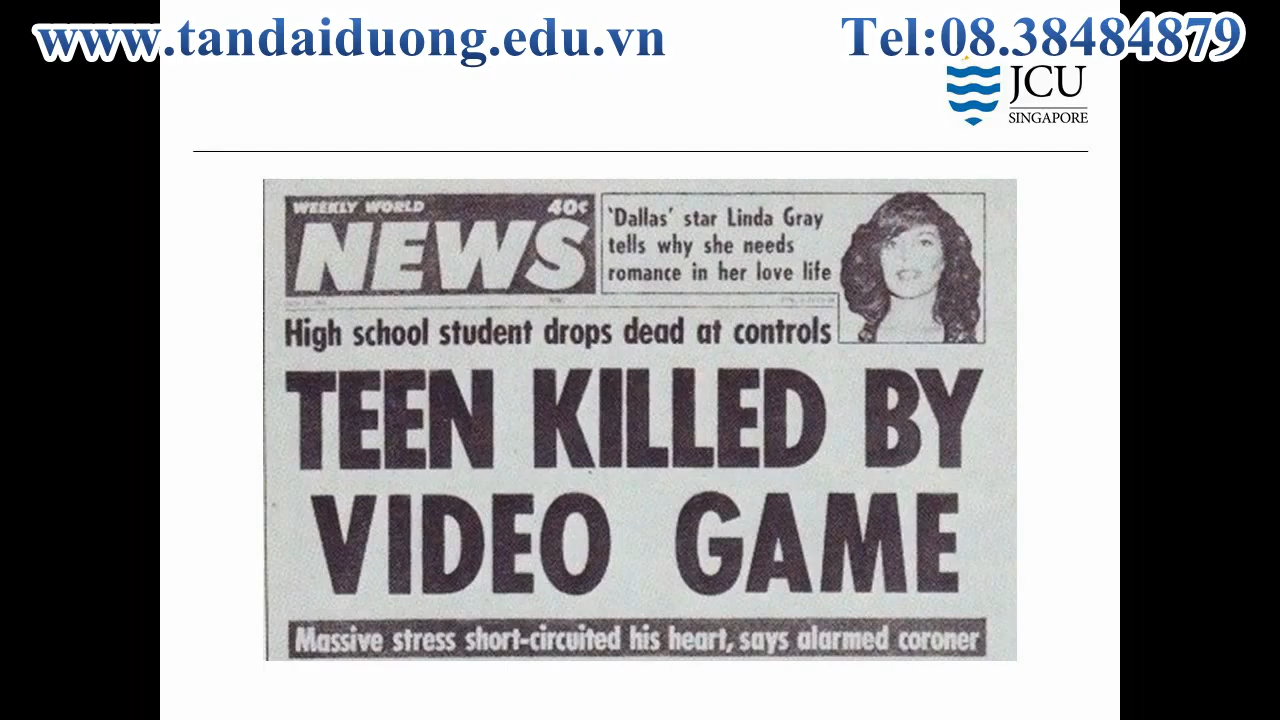 www.tandaiduong.edu.vn
Tel:08.38484879
JCU
SINGAPORE
WEEKLY WORLD
40¢
NEWS
'Dallas' star Linda Gray
tells why she needs
romance in her love life
High school student drops dead at controls
TEEN KILLED BY
VIDEO GAME
Massive stress short-circuited his heart, says alarmed coroner